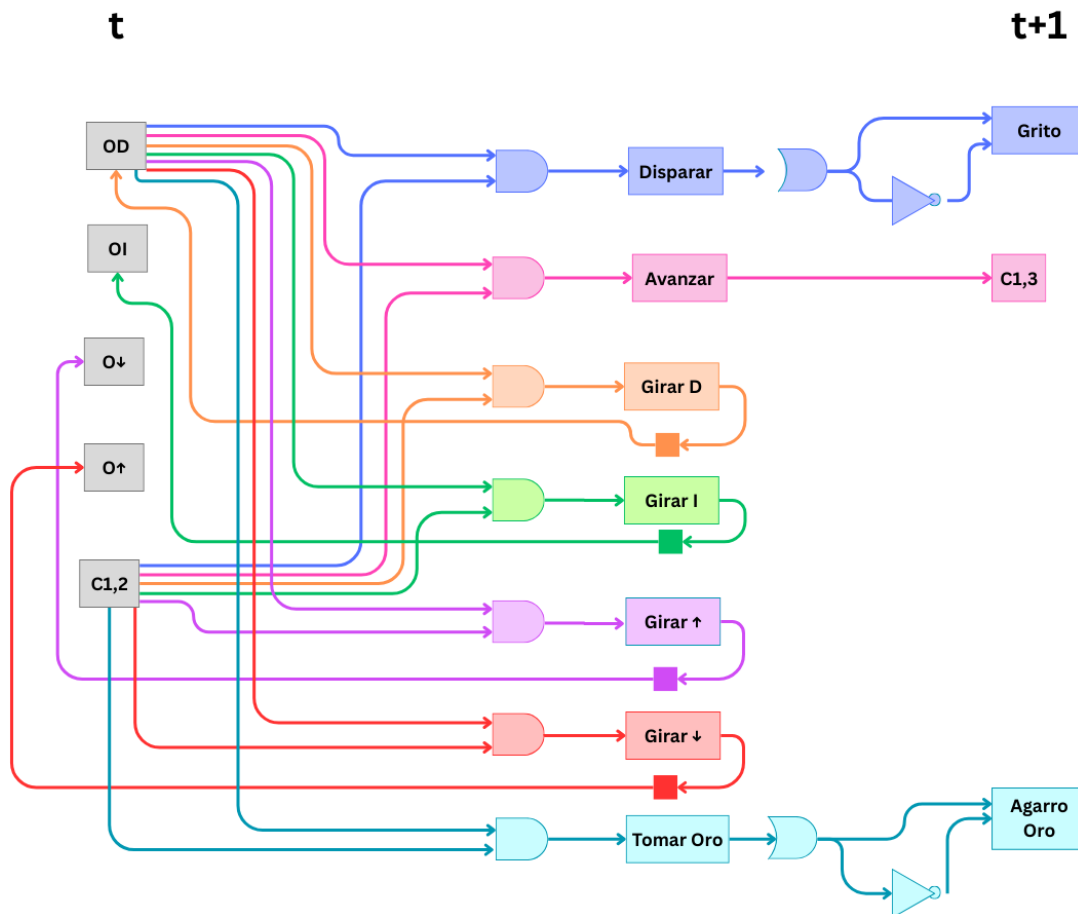 t
t+1
OD
Disparar
Grito
OI
Avanzar
C1,3
O↓
Girar D
O↑
Girar I
C1,2
Girar ↑
Girar ↓
Tomar Oro
Agarro
Oro